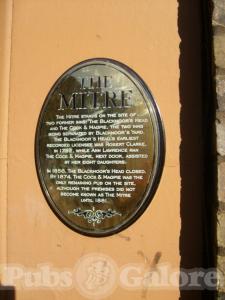 THE
MITRE
THE MITRE STANDS ON THE SITE OF
TWO FORMER INNS: THE BLACKMOOR'S HEAD
AND THE COCK & MAGPIE. THE TWO INNS
BEING SEPARATED BY BLACKMOOR'S YARD.
THE BLACKMOOR'S HEAD'S EARLIEST
RECORDED LICENSEE WAS ROBERT CLARKE,
IN 1782, WHILE ANN LAWRENCE RAN
THE COCK & MAGPIE, NEXT DOOR, ASSISTED
BY HER EIGHT DAUGHTERS.
IN 1856, THE BLACKMOOR'S HEAD CLOSED.
BY 1874, THE COCK & MAGPIE WAS THE
ONLY REMAINING PUB ON THE SITE,
ALTHOUGH THE PREMISES DID NOT
BECOME KNOWN AS THE MITRE
UNTIL 1881.
Pubs Galore